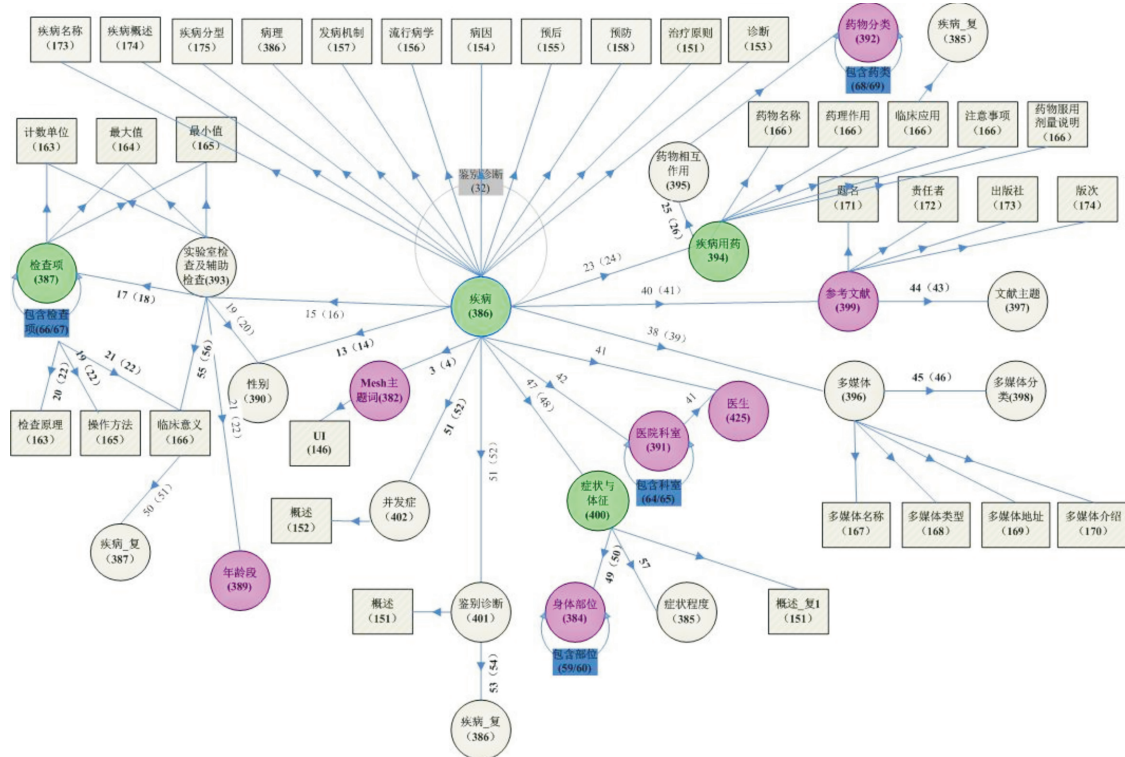 疾病名称
（173）
疾病概述
（174）
疾病分型
（175）
病理
（386）
发病机制
（157）
流行病学
（156）
病因
（154）
预后
（155）
预防
（158）
治疗原则
（151）
诊断
（153）
药物分类
(392)
包含药类
(68/69)
疾病_复
（385）
计数单位
（163）
最大值
（164）
最小值
（165）
药物名称
（166）
药理作用
（166）
临床应用
（166）
注意事项
（166）
药物服用
剂量说明
（166）
鉴别诊断
(32)
药物相互
作用
（395）
25（26）
题名
（171）
责任者
（172）
出版社
（173）
版次
（174）
检查项
(387)
包含检查
项(66/67)
实验室检
查及辅助
检查(393)
疾病用药
394)
23（24）
17（18）
15（16）
疾病
(386)
40（41）
参考文献
(399)
44（43）
文献主题
（397）
19（20）
13（14）
38（39）
21（22）
19（22）
20（22）
55（56）
21（22）
3（4）
41
42
47（48）
性别
（390）
Mesh主
题词(382)
51（52）
51（52）
41
医生
(425)
多媒体
（396）
45（46）
多媒体分
类（398）
检查原理
（163）
操作方法
（165）
临床意义
（166）
UI
(146)
医院科室
(391)
包含科室
(64/65)
症状与
体征
(400)
50（51）
概述
（152）
并发症
（402）
多媒体名称
（167）
多媒体类型
（168）
多媒体地址
（169）
多媒体介绍
（170）
疾病_复
（387）
年龄段
(389)
49（50）
57
概述
（151）
鉴别诊断
（401）
身体部位
(384)
包含部位
(59/60)
症状程度
（385）
概述_复1
（151）
53（54）
疾病_复
（386）